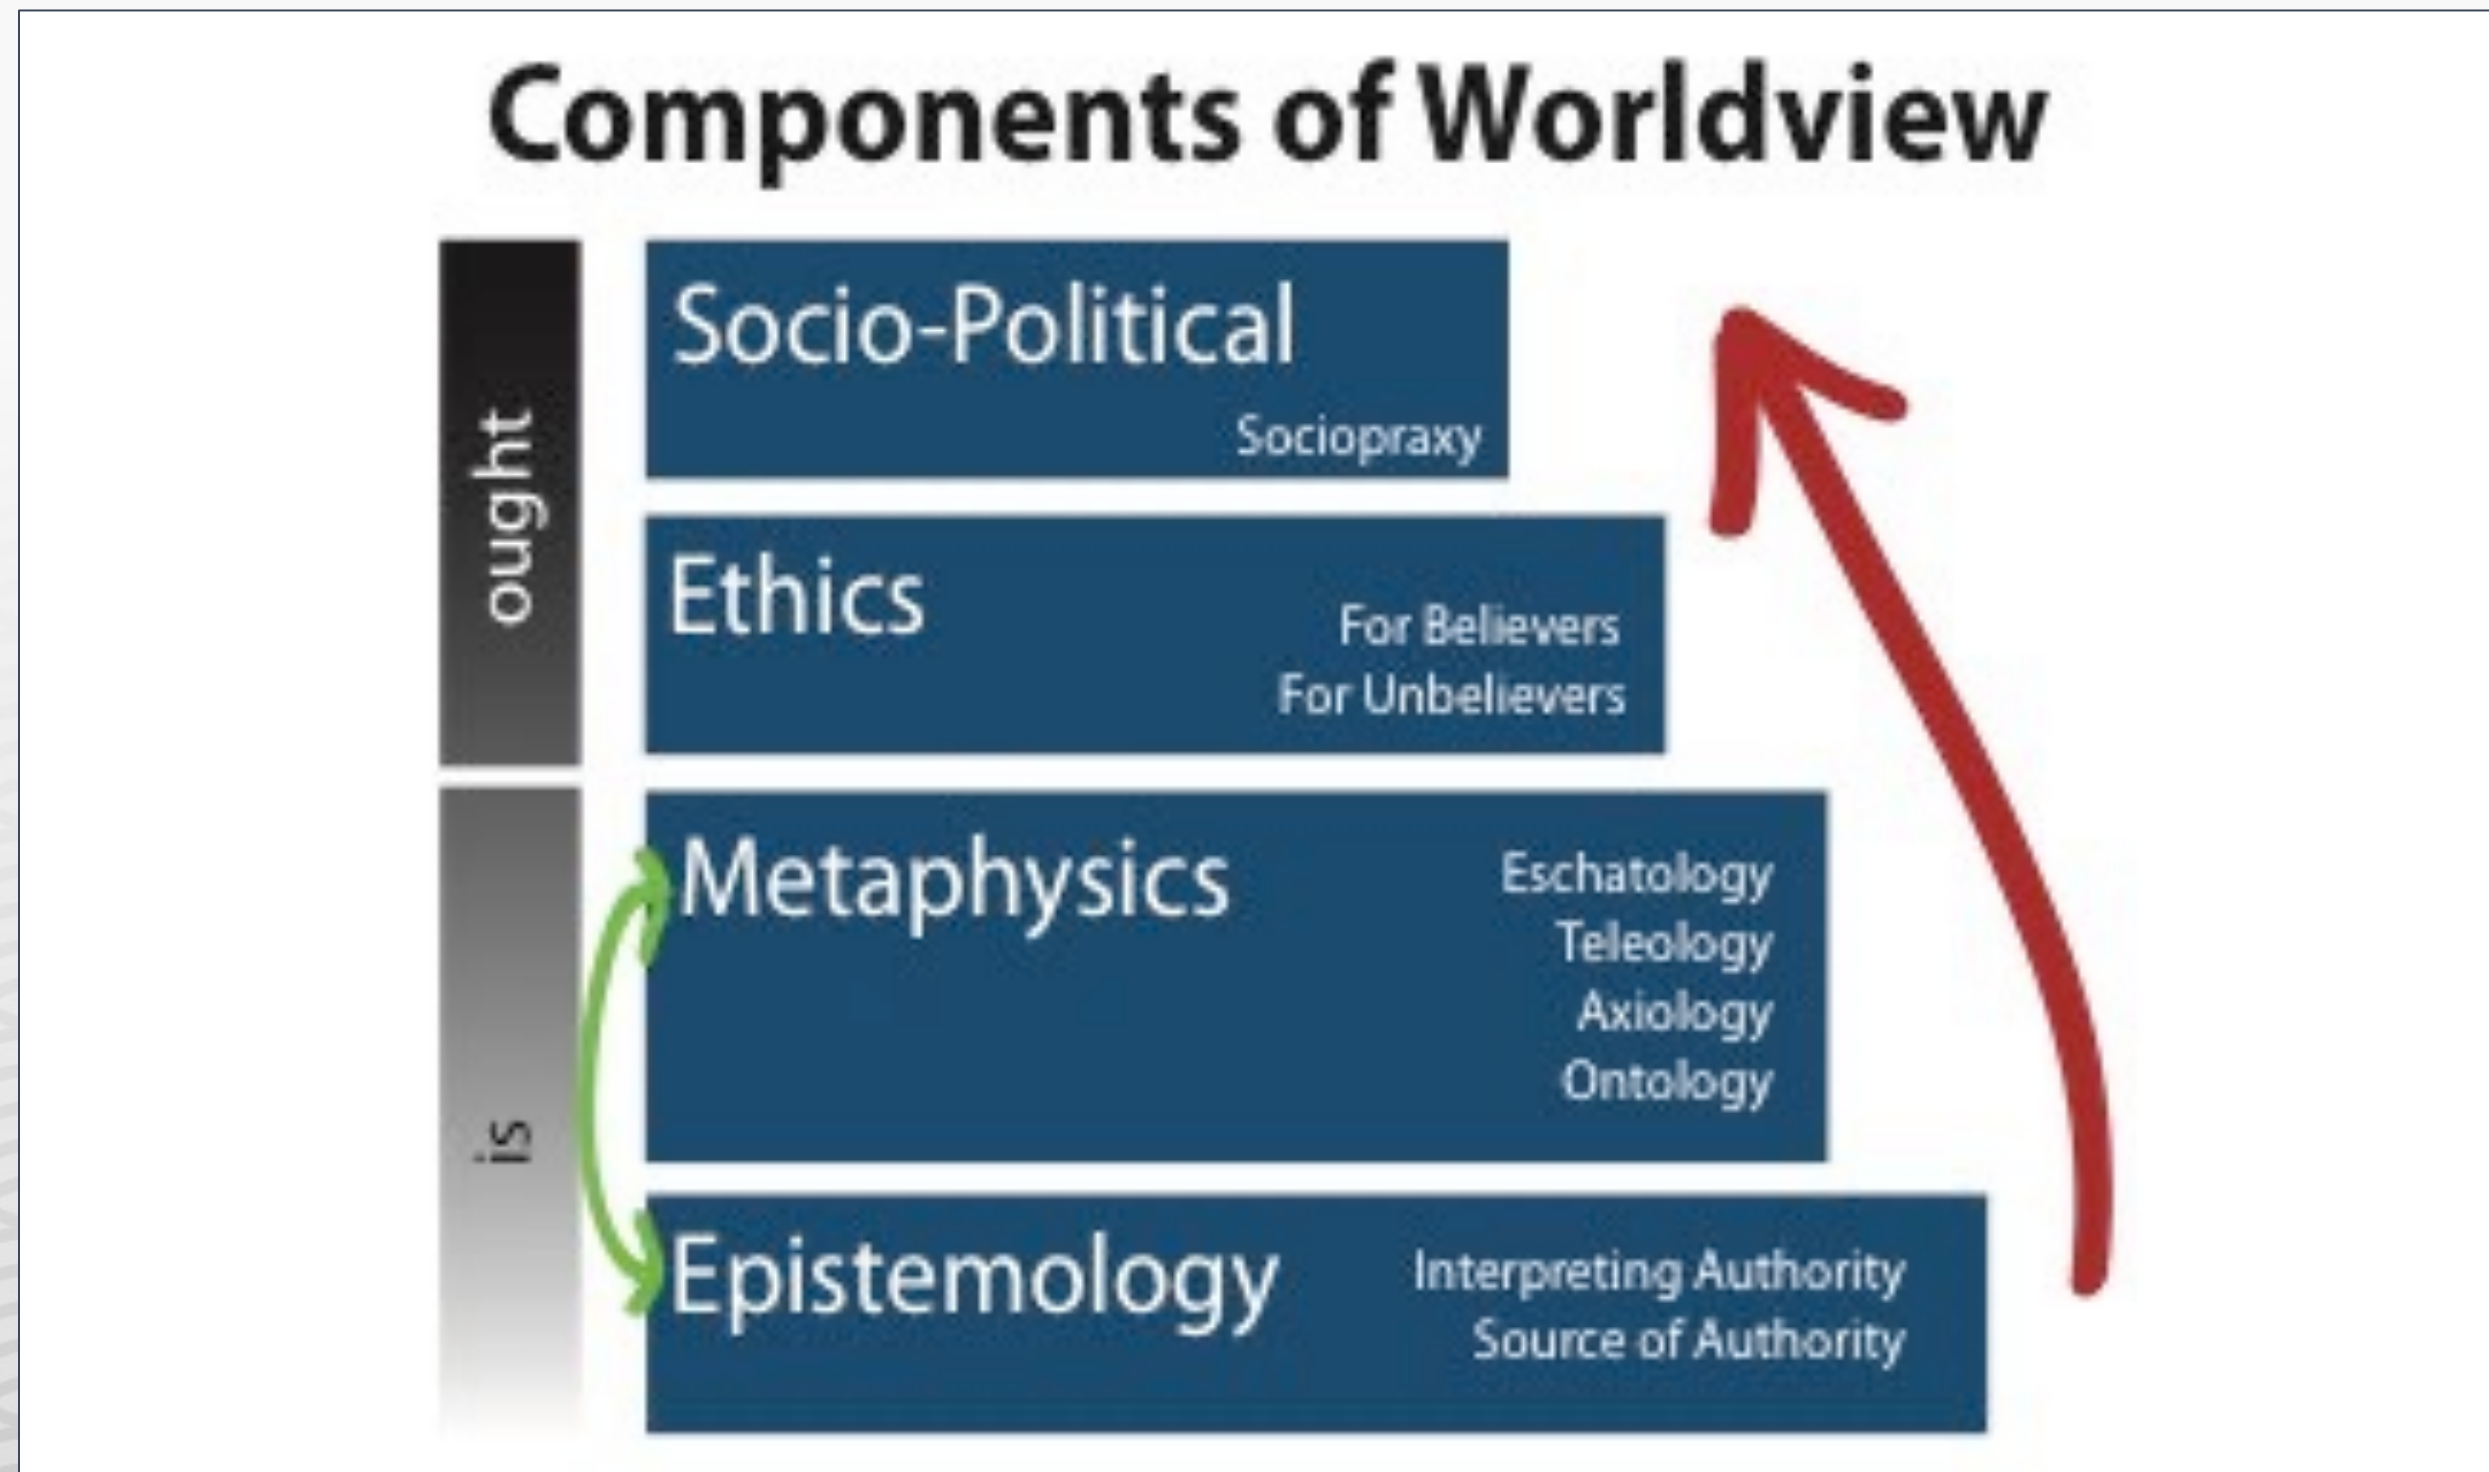 Components of Worldview
ought
Socio-Political
Sociopraxy
Ethics
For Believers
For Unbelievers
is
Metaphysics
Eschatology
Teleology
Axiology
Ontology
Epistemology
Interpreting Authority
Source of Authority